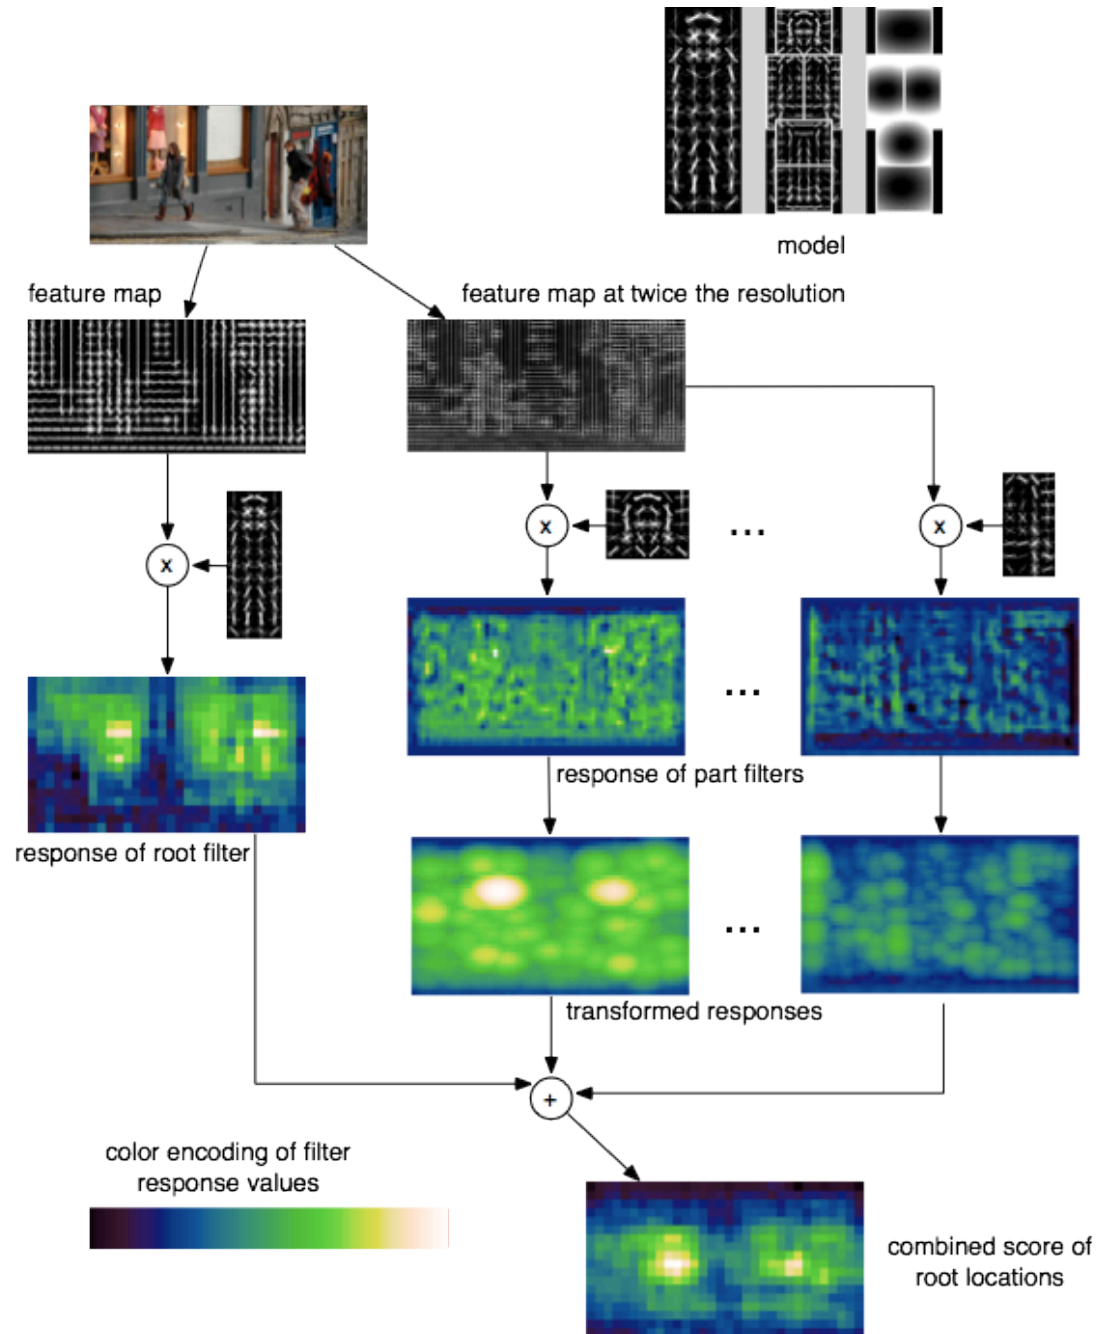 model
feature map
feature map at twice the resolution
x
x
...
x
response of part filters
...
response of root filter
...
transformed responses
+
color encoding of filter
response values
combined score of
root locations